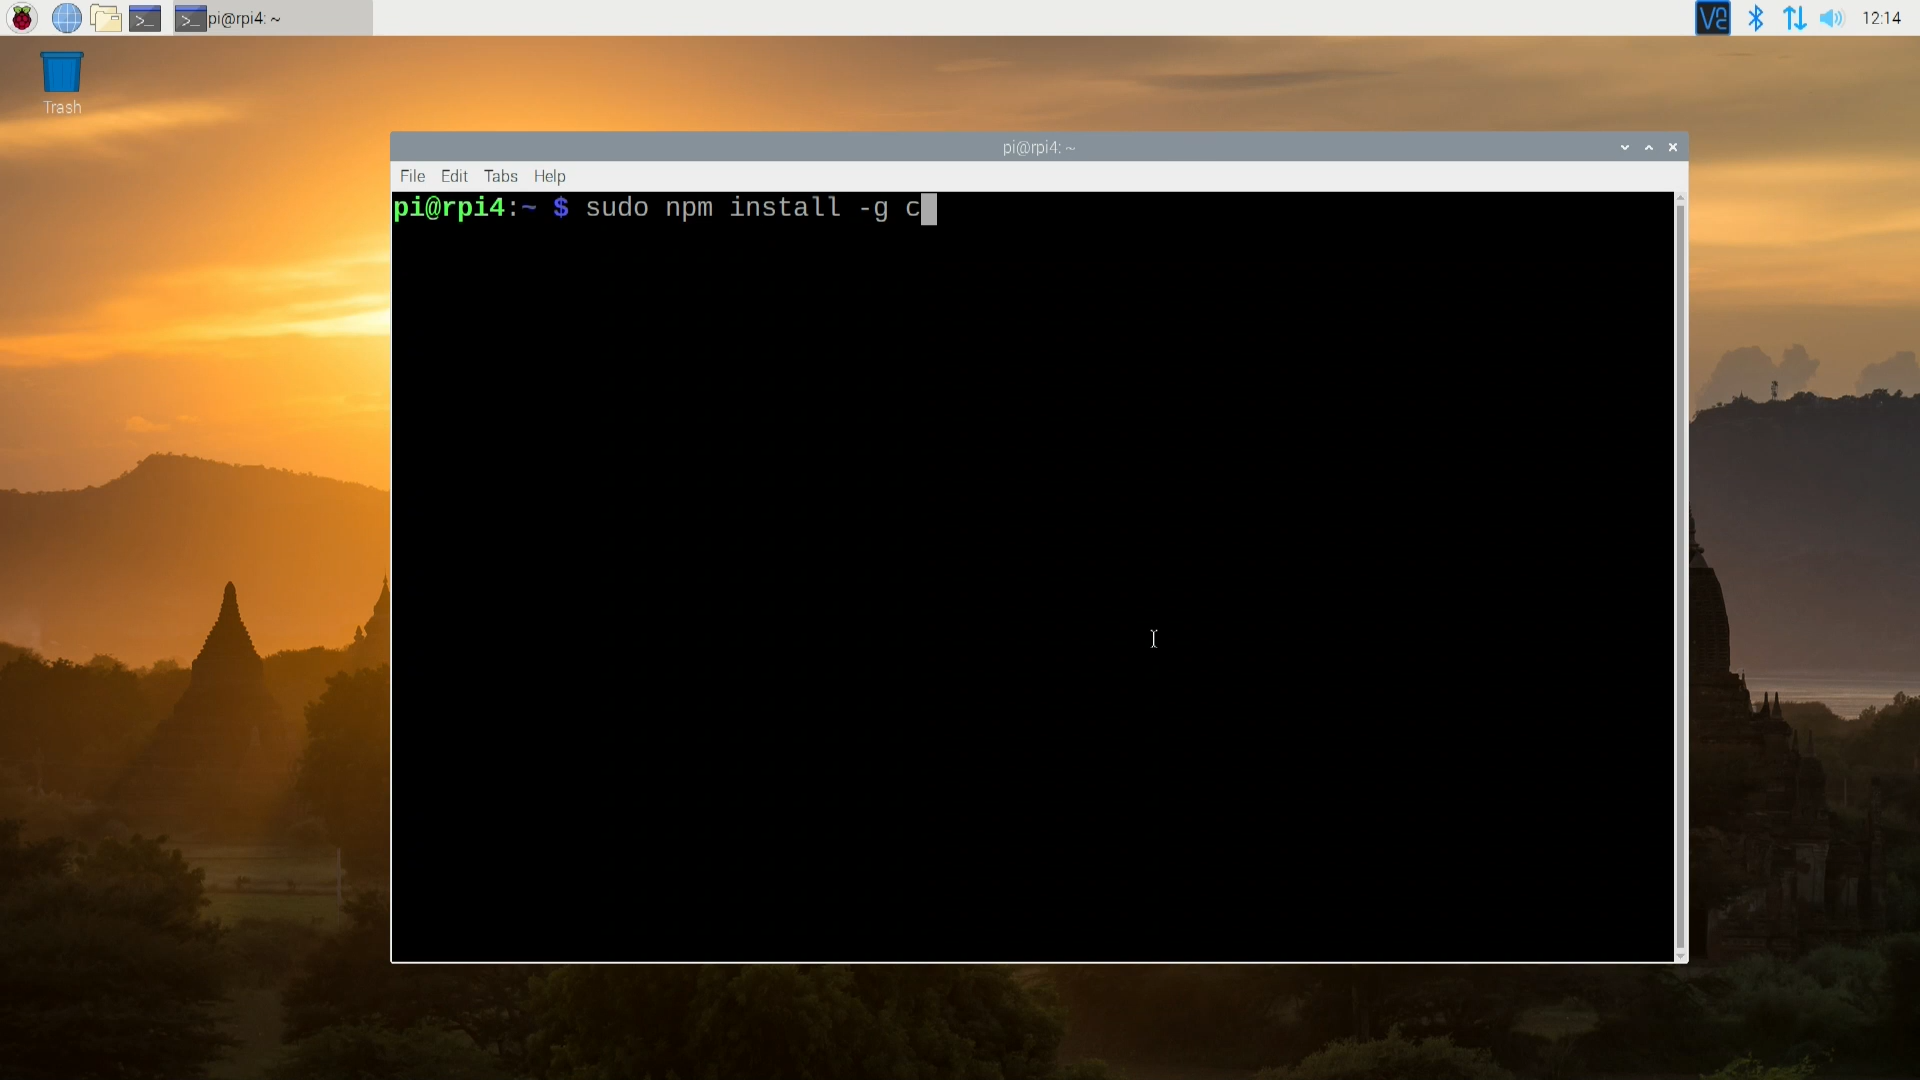 pi@rpi4: ~
12:14
Trash
pi@rpi4: ~
File Edit Tabs Help
pi@rpi4:~ $ sudo npm install -g c